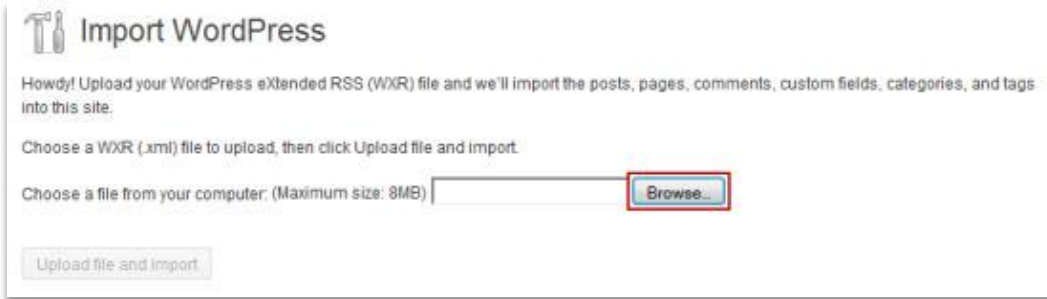 Import WordPress
Howdy! Upload your WordPress eXtended RSS (WXR) file and we'll import the posts, pages, comments, custom fields, categories, and tags
into this site.
Choose a WXR (.xml) file to upload, then click Upload file and import.
Choose a file from your computer: (Maximum size: 8MB) Browse...
Upload file and import